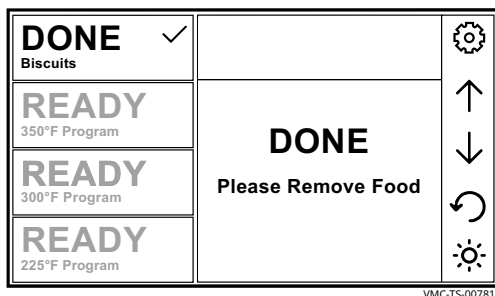 DONE
Biscuits
READY
350°F Program
READY
300°F Program
READY
225°F Program
DONE
Please Remove Food
VMC-TS-00781